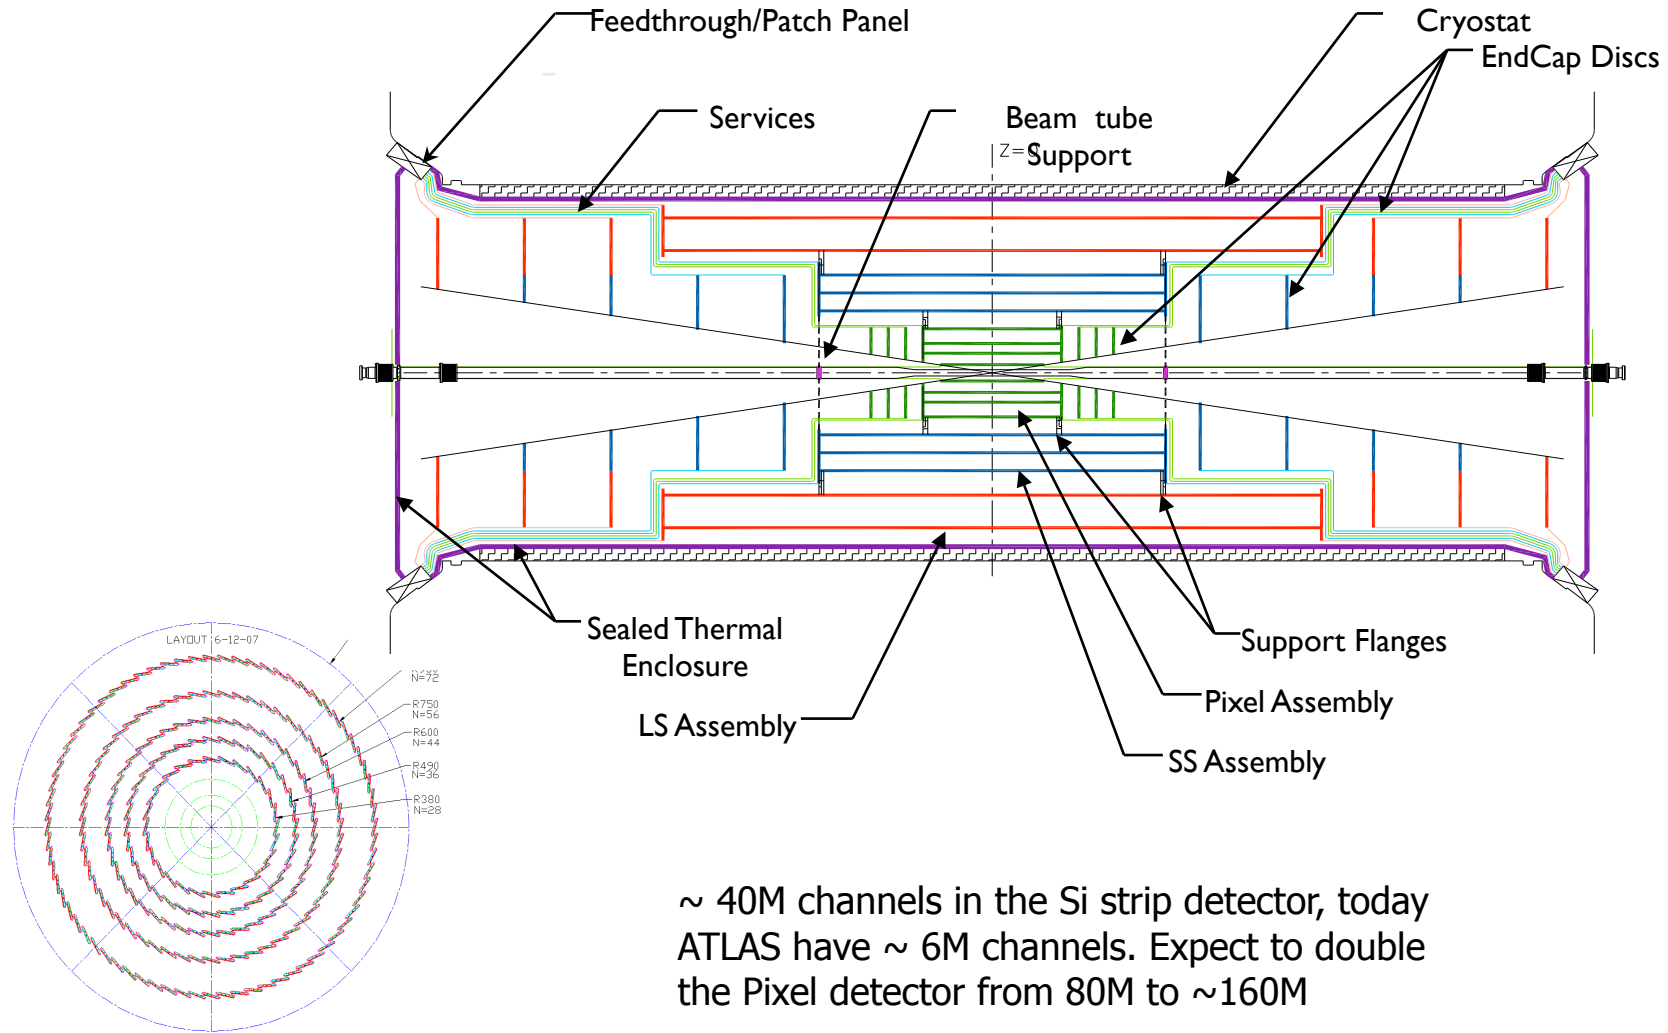 Feedthrough/Patch Panel
Cryostat
EndCap Discs
Services
Beam tube
Support
Z=0
Sealed Thermal
Enclosure
Support Flanges
Pixel Assembly
LS Assembly
SS Assembly
LAYOUT 6-12-07
N=72
R750
N=56
R600
N=44
R490
N=36
R380
N=28
~ 40M channels in the Si strip detector, today
ATLAS have ~ 6M channels. Expect to double
the Pixel detector from 80M to ~160M